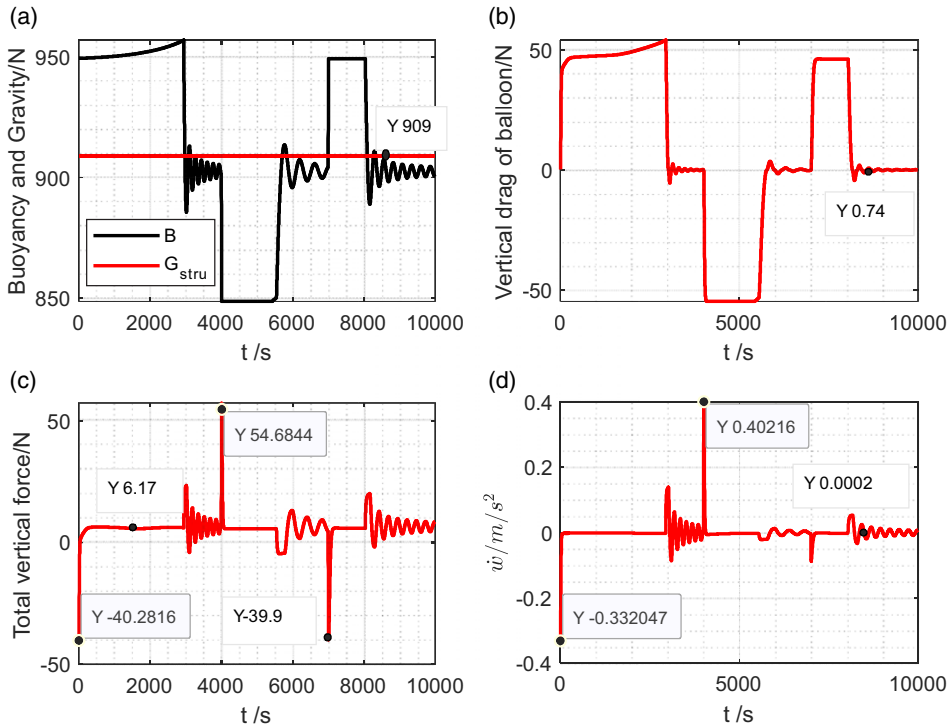 (a)
Buoyancy and Gravity/N
950
900
850
Y 909
B
G_stru
0 2000 4000 6000 8000 10000
t /s
(b)
Vertical drag of balloon/N
50
0
-50
Y 0.74
0 5000 10000
t /s
(c)
Total vertical force/N
50
0
-50
Y 54.6844
Y 6.17
Y -40.2816
Y-39.9
0 2000 4000 6000 8000 10000
t /s
(d)
ẇ/m/s²
0.4
0.2
0
-0.2
-0.4
Y 0.40216
Y 0.0002
Y -0.332047
0 5000 10000
t /s